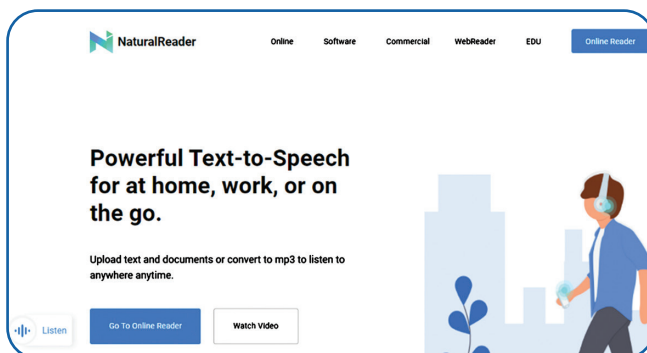 NaturalReader
Online Software Commercial WebReader EDU Online Reader
Powerful Text-to-Speech
for at home, work, or on
the go.
Upload text and documents or convert to mp3 to listen to
anywhere anytime.
Go To Online Reader Watch Video
Listen